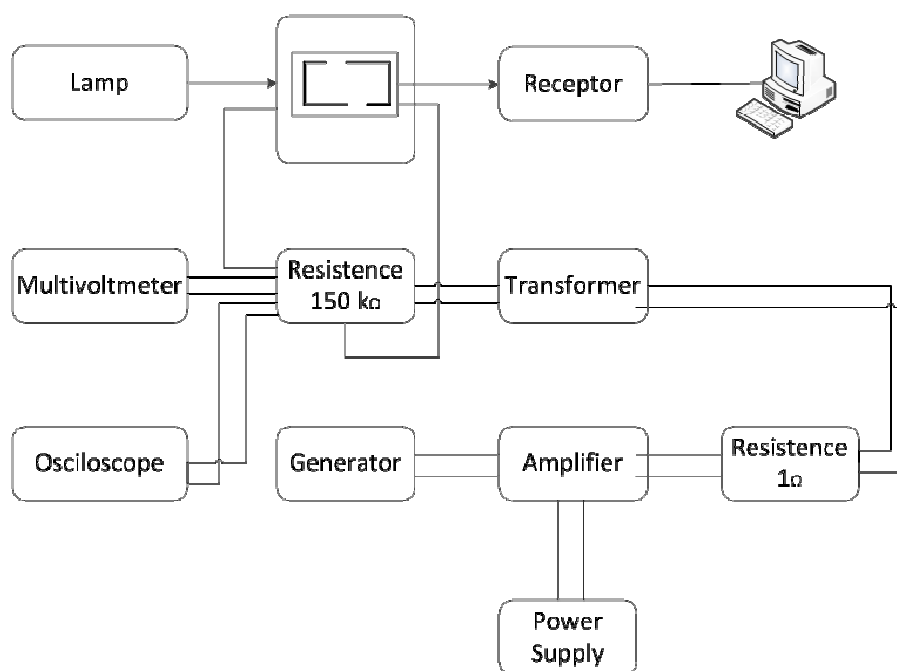 Lamp
Receptor
Multivoltmeter
Resistence
150 kΩ
Transformer
Osciloscope
Generator
Amplifier
Resistence
1Ω
Power
Supply